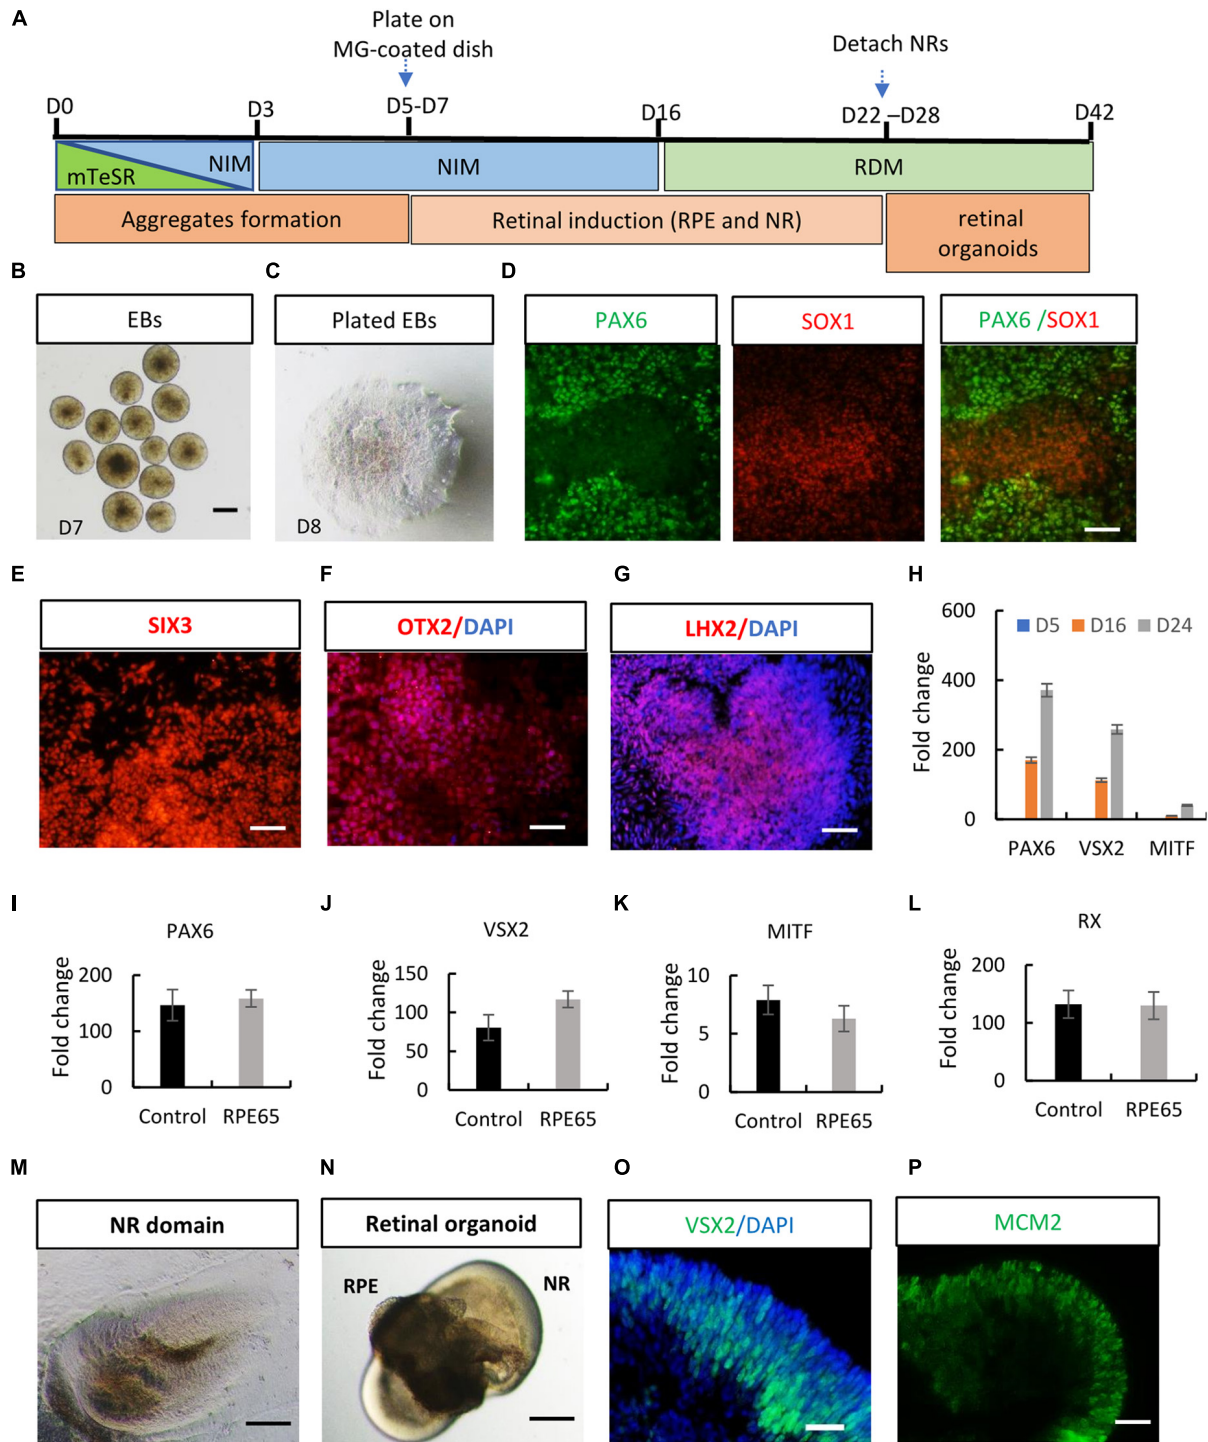 A
Plate on
MG-coated dish
Detach NRs
D0
D3
D5-D7
D16
D22 –D28
D42
mTeSR
NIM
NIM
RDM
Aggregates formation
Retinal induction (RPE and NR)
retinal
organoids
B
C
D
EBs
Plated EBs
PAX6
SOX1
PAX6 /SOX1
D7
D8
E
F
G
H
SIX3
OTX2/DAPI
LHX2/DAPI
Fold change
600
400
200
0
D5
D16
D24
PAX6
VSX2
MITF
I
J
K
L
PAX6
Fold change
200
100
0
Control
RPE65
VSX2
Fold change
150
100
50
0
Control
RPE65
MITF
Fold change
10
5
0
Control
RPE65
RX
Fold change
200
100
0
Control
RPE65
M
N
O
P
NR domain
Retinal organoid
VSX2/DAPI
MCM2
RPE
NR